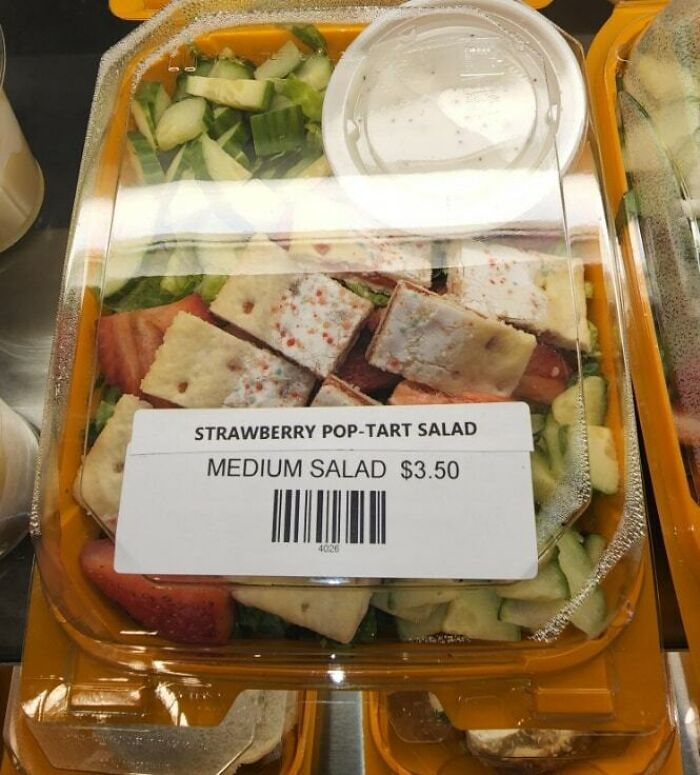 STRAWBERRY POP-TART SALAD
MEDIUM SALAD $3.50
4026